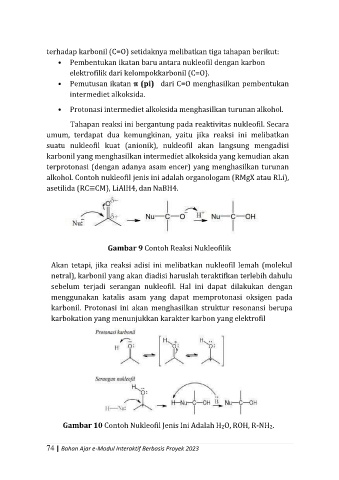 terhadap karbonil (C=O) setidaknya melibatkan tiga tahapan berikut:
• Pembentukan ikatan baru antara nukleofil dengan karbon
elektrofilik dari kelompokkarbonil (C=O).
• Pemutusan ikatan π (pi) dari C=O menghasilkan pembentukan
intermediet alkoksida.
• Protonasi intermediet alkoksida menghasilkan turunan alkohol.
Tahapan reaksi ini bergantung pada reaktivitas nukleofil. Secara
umum, terdapat dua kemungkinan, yaitu jika reaksi ini melibatkan
suatu nukleofil kuat (anionik), nukleofil akan langsung mengadisi
karbonil yang menghasilkan intermediet alkoksida yang kemudian akan
terprotonasi (dengan adanya asam encer) yang menghasilkan turunan
alkohol. Contoh nukleofil jenis ini adalah organologam (RMgX atau RLi),
asetilida (RC≡CM), LiAlH4, dan NaBH4.
O δ−
δ+
Nu:⁻ Nu—C—O⁻ H⁺ Nu—C—OH
Gambar 9 Contoh Reaksi Nukleofilik
Akan tetapi, jika reaksi adisi ini melibatkan nukleofil lemah (molekul
netral), karbonil yang akan diadisi haruslah teraktifkan terlebih dahulu
sebelum terjadi serangan nukleofil. Hal ini dapat dilakukan dengan
menggunakan katalis asam yang dapat memprotonasi oksigen pada
karbonil. Protonasi ini akan menghasilkan struktur resonansi berupa
karbokation yang menunjukkan karakter karbon yang elektrofil
Protonasi karbonil
H O: H O: H O:
Serangan nukleofil
H O:
H—Nu: H—Nu—C—OH H Nu—C—OH
Gambar 10 Contoh Nukleofil Jenis Ini Adalah H₂O, ROH, R-NH₂.
74 | Bahan Ajar e-Modul Interaktif Berbasis Proyek 2023